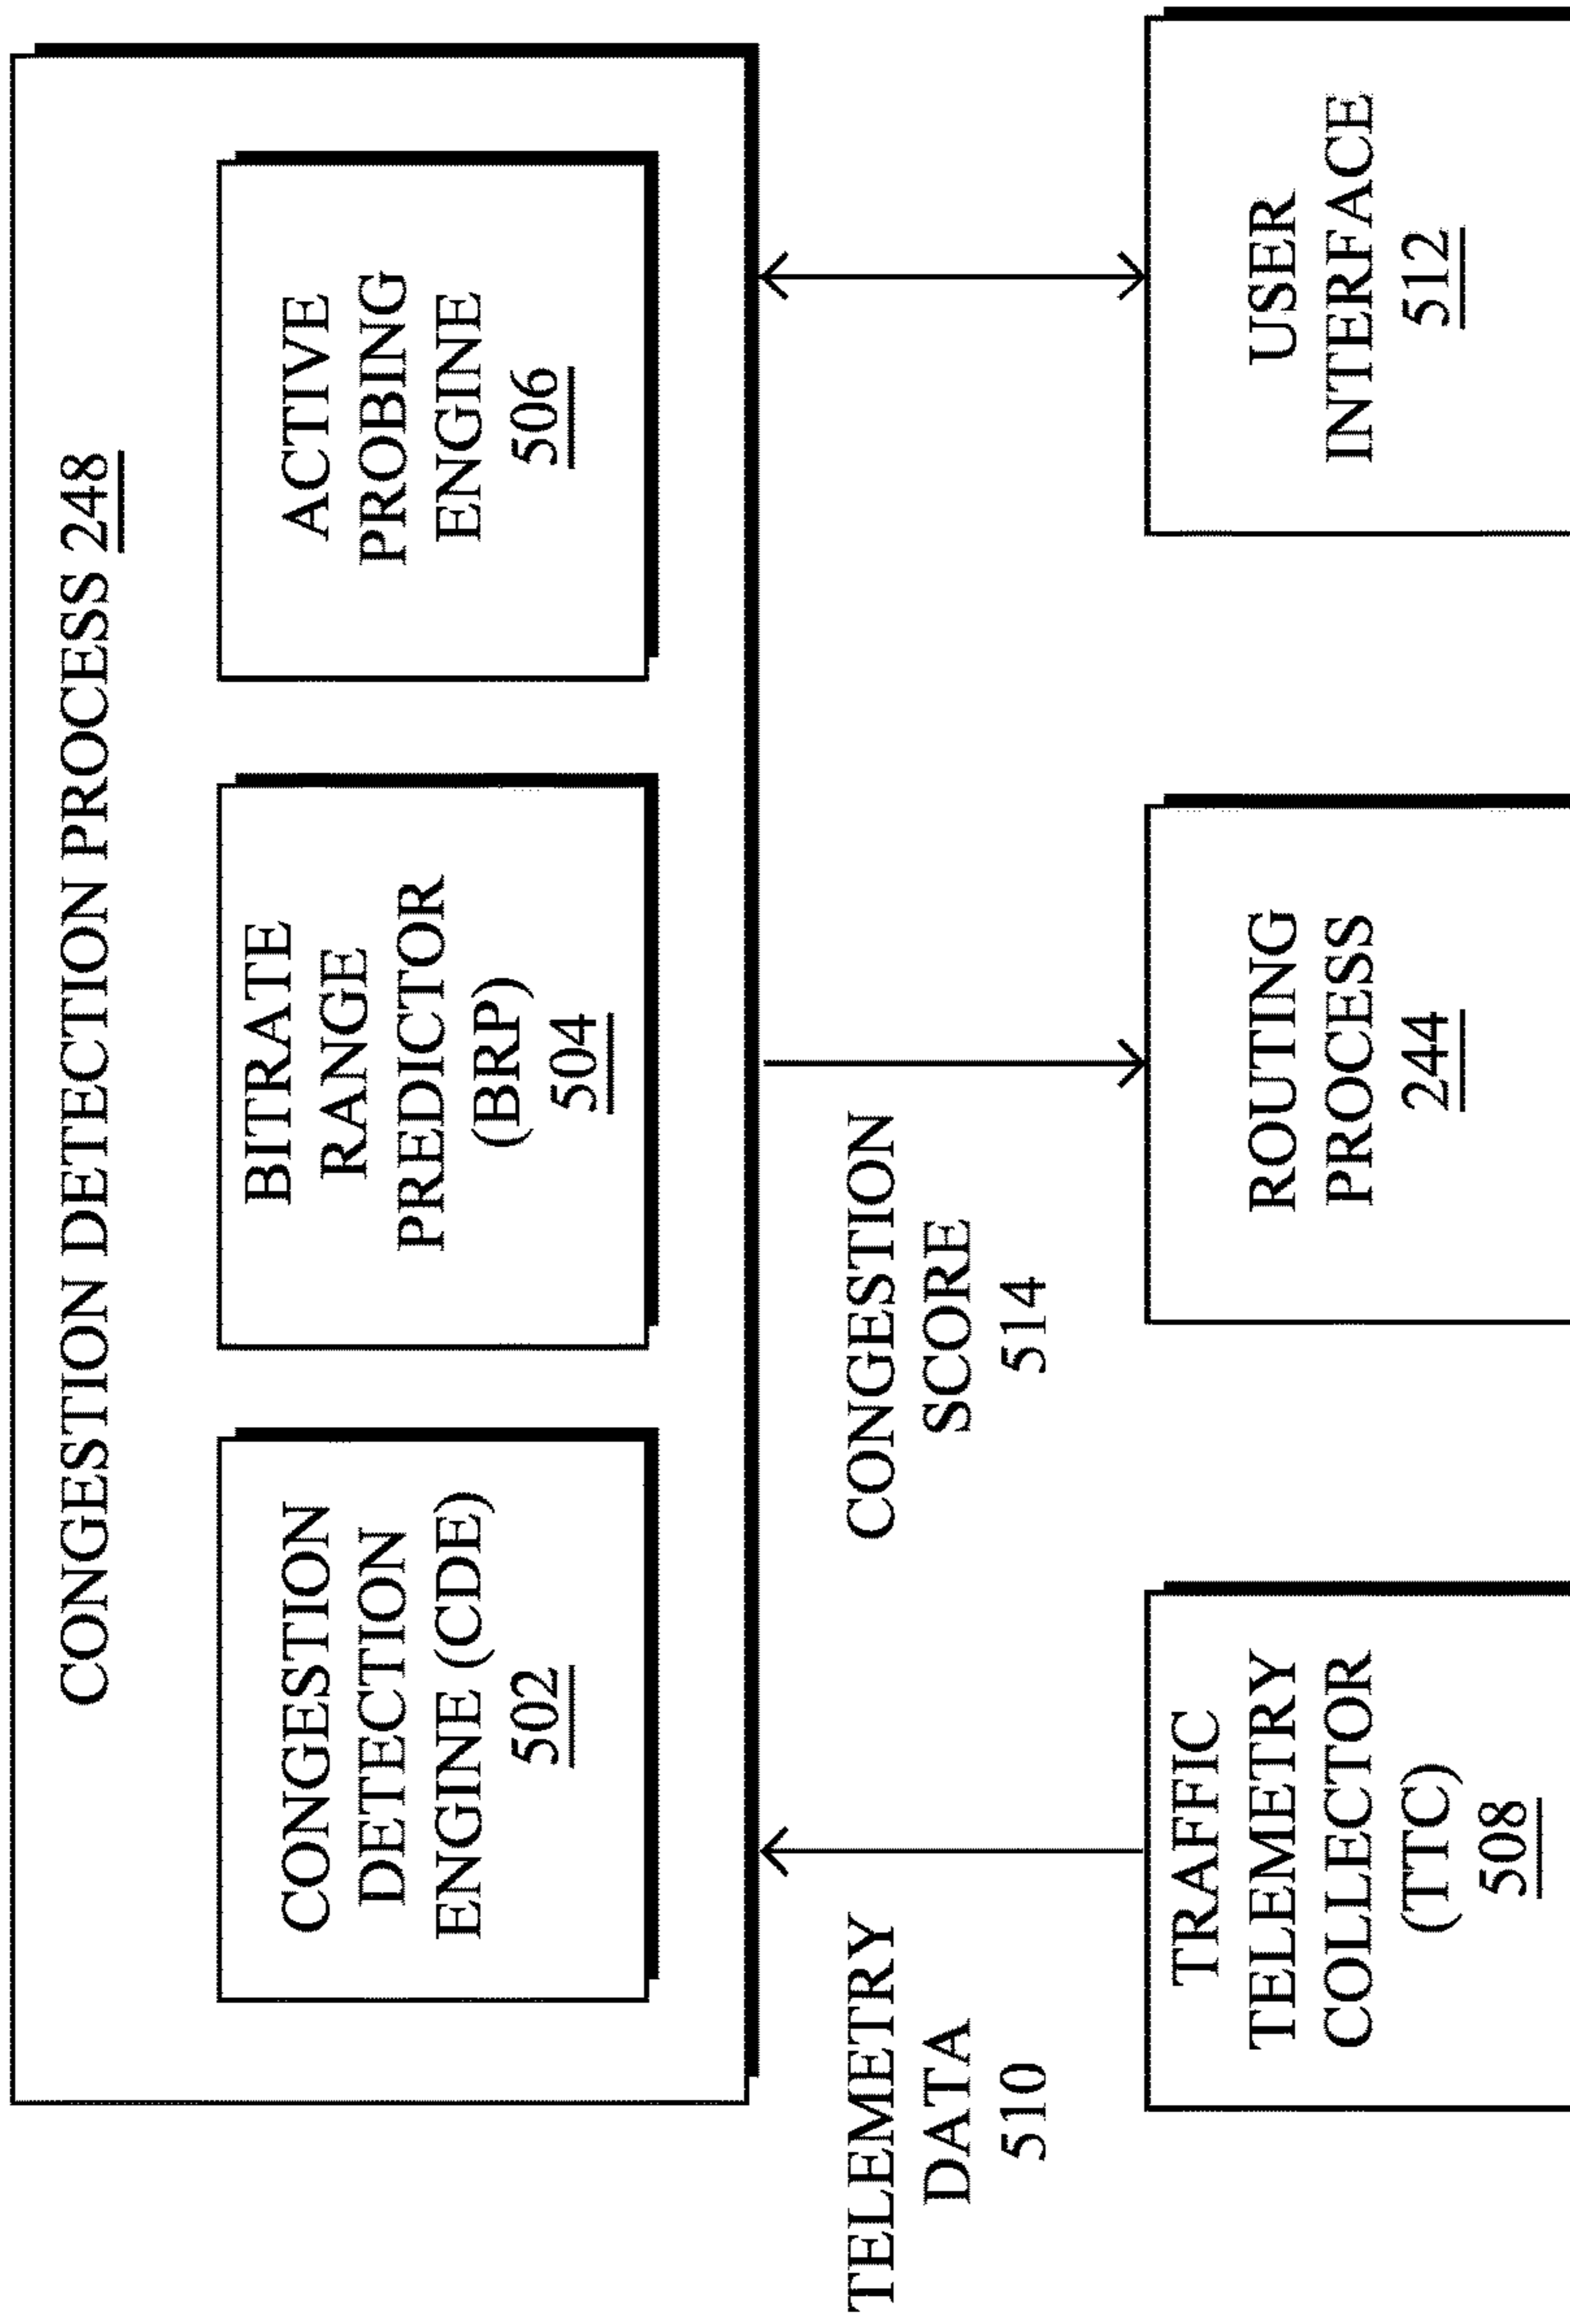 CONGESTION DETECTION PROCESS 248
CONGESTION
DETECTION
ENGINE (CDE)
502
BITRATE
RANGE
PREDICTOR
(BRP)
504
ACTIVE
PROBING
ENGINE
506
TELEMETRY
DATA
510
CONGESTION
SCORE
514
TRAFFIC
TELEMETRY
COLLECTOR
(TTC)
508
ROUTING
PROCESS
244
USER
INTERFACE
512